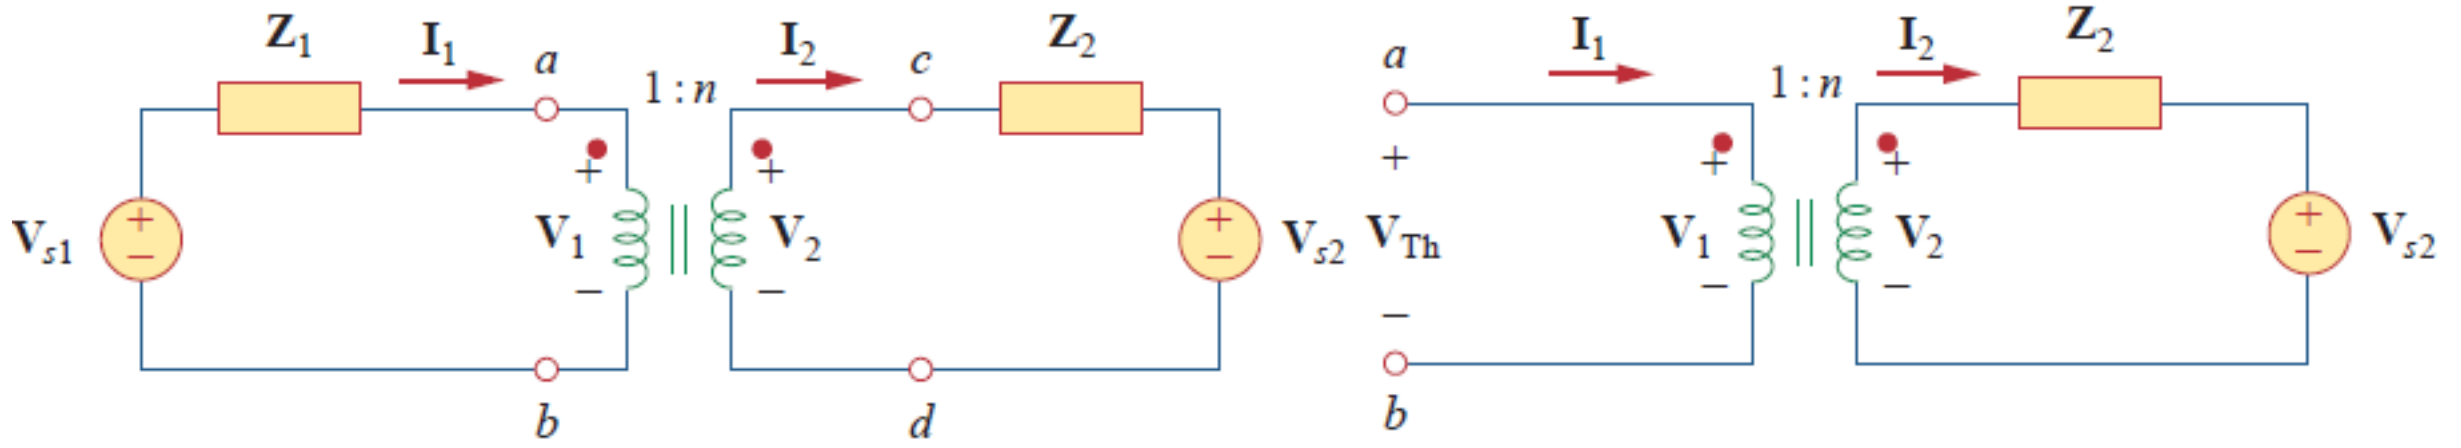 Z1 I1 a 1 : n I2 c Z2
+ +
Vs1 + − V1 V2 + − Vs2
− −
b d
a I1 1 : n I2 Z2
+ + +
VTh V1 V2 + − Vs2
− − −
b